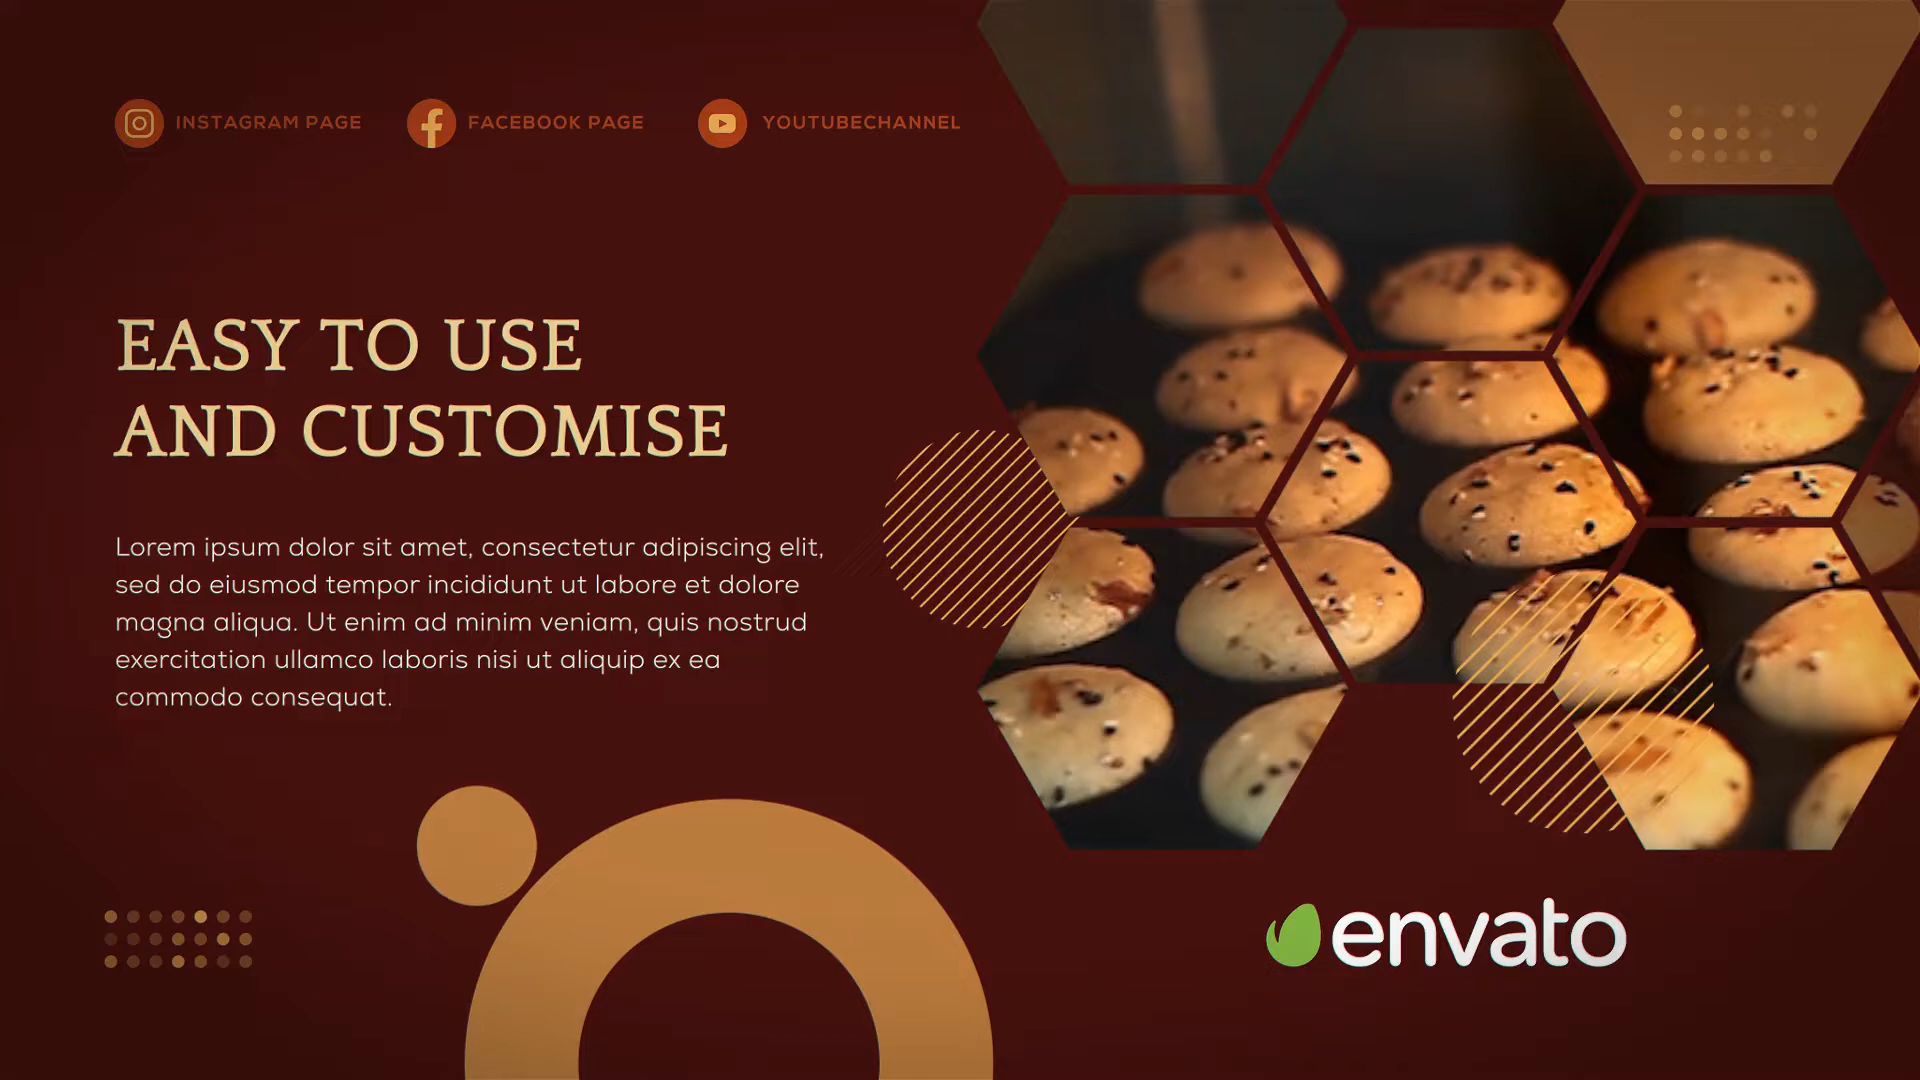 INSTAGRAM PAGE
FACEBOOK PAGE
YOUTUBECHANNEL
EASY TO USE
AND CUSTOMISE
Lorem ipsum dolor sit amet, consectetur adipiscing elit,
sed do eiusmod tempor incididunt ut labore et dolore
magna aliqua. Ut enim ad minim veniam, quis nostrud
exercitation ullamco laboris nisi ut aliquip ex ea
commodo consequat.
envato